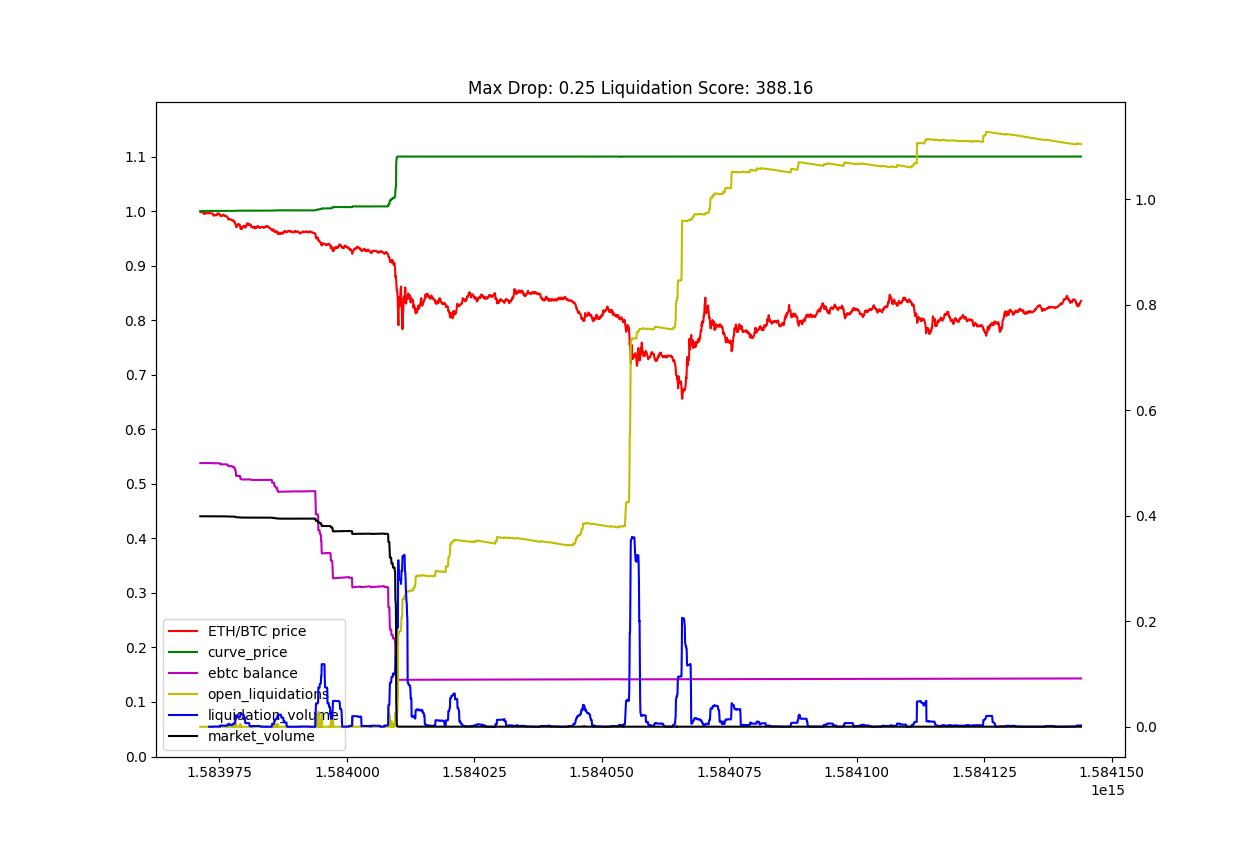 Max Drop: 0.25 Liquidation Score: 388.16
1.1
1.0
0.9
0.8
0.7
0.6
0.5
0.4
0.3
0.2
0.1
0.0
1.0
0.8
0.6
0.4
0.2
0.0
ETH/BTC price
curve_price
ebtc balance
open_liquidations
liquidation_volume
market_volume
1.583975 1.584000 1.584025 1.584050 1.584075 1.584100 1.584125 1.584150
1e15